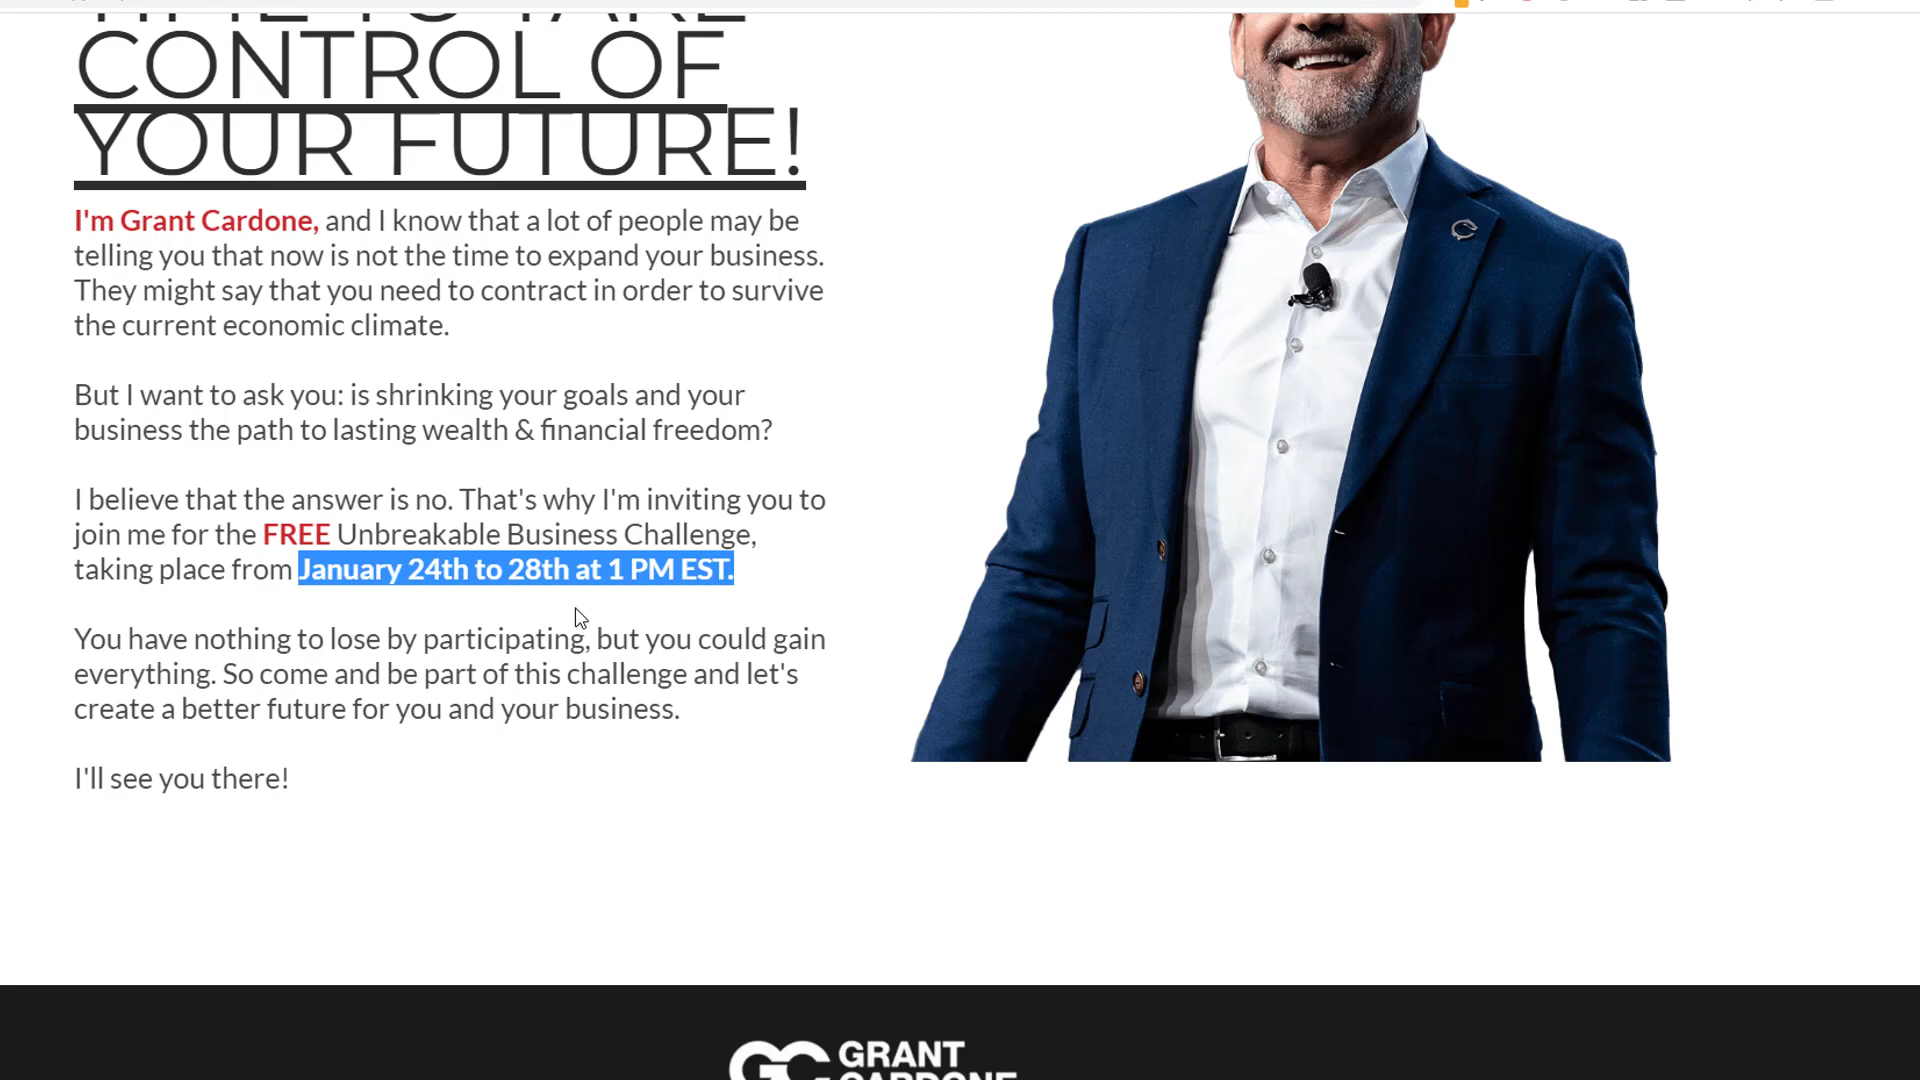 TIME TO TAKE
CONTROL OF
YOUR FUTURE!
I'm Grant Cardone, and I know that a lot of people may be
telling you that now is not the time to expand your business.
They might say that you need to contract in order to survive
the current economic climate.
But I want to ask you: is shrinking your goals and your
business the path to lasting wealth & financial freedom?
I believe that the answer is no. That's why I'm inviting you to
join me for the FREE Unbreakable Business Challenge,
taking place from January 24th to 28th at 1 PM EST.
You have nothing to lose by participating, but you could gain
everything. So come and be part of this challenge and let's
create a better future for you and your business.
I'll see you there!
GC GRANT
CARDONE